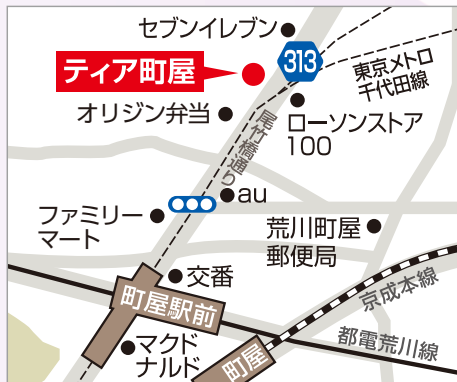 セブンイレブン
313
ティア町屋
東京メトロ
千代田線
オリジン弁当
ローソンストア
100
尾竹橋通り
au
ファミリー
マート
荒川町屋
郵便局
交番
町屋駅前
京成本線
都電荒川線
マクド
ナルド
町屋